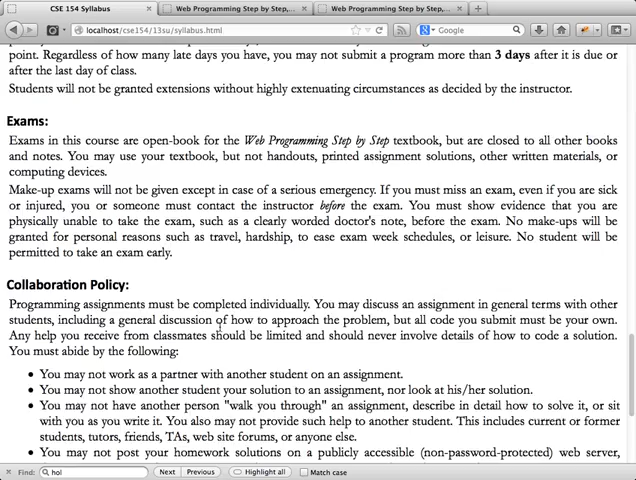 CSE 154 Syllabus
Web Programming Step by Step,...
Web Programming Step by Step,...
localhost/cse154/13su/syllabus.html
Google
point. Regardless of how many late days you have, you may not submit a program more than 3 days after it is due or
after the last day of class.
Students will not be granted extensions without highly extenuating circumstances as decided by the instructor.
Exams:
Exams in this course are open-book for the Web Programming Step by Step textbook, but are closed to all other books
and notes. You may use your textbook, but not handouts, printed assignment solutions, other written materials, or
computing devices.
Make-up exams will not be given except in case of a serious emergency. If you must miss an exam, even if you are sick
or injured, you or someone must contact the instructor before the exam. You must show evidence that you are
physically unable to take the exam, such as a clearly worded doctor's note, before the exam. No make-ups will be
granted for personal reasons such as travel, hardship, to ease exam week schedules, or leisure. No student will be
permitted to take an exam early.
Collaboration Policy:
Programming assignments must be completed individually. You may discuss an assignment in general terms with other
students, including a general discussion of how to approach the problem, but all code you submit must be your own.
Any help you receive from classmates should be limited and should never involve details of how to code a solution.
You must abide by the following:
• You may not work as a partner with another student on an assignment.
• You may not show another student your solution to an assignment, nor look at his/her solution.
• You may not have another person "walk you through" an assignment, describe in detail how to solve it, or sit
with you as you write it. You also may not provide such help to another student. This includes current or former
students, tutors, friends, TAs, web site forums, or anyone else.
• You may not post your homework solutions on a publicly accessible (non-password-protected) web server,
Find: hol Next Previous Highlight all Match case